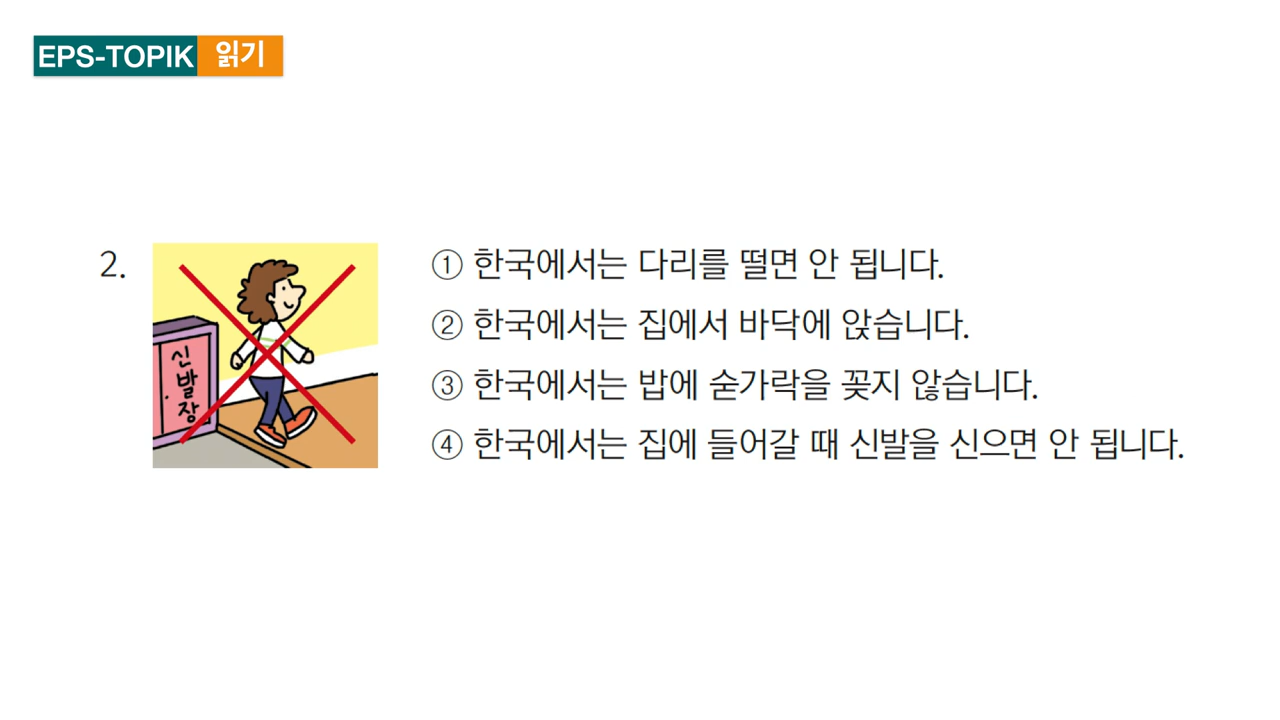 EPS-TOPIK 읽기
2.
신발장
① 한국에서는 다리를 떨면 안 됩니다.
② 한국에서는 집에서 바닥에 앉습니다.
③ 한국에서는 밥에 숟가락을 꽂지 않습니다.
④ 한국에서는 집에 들어갈 때 신발을 신으면 안 됩니다.